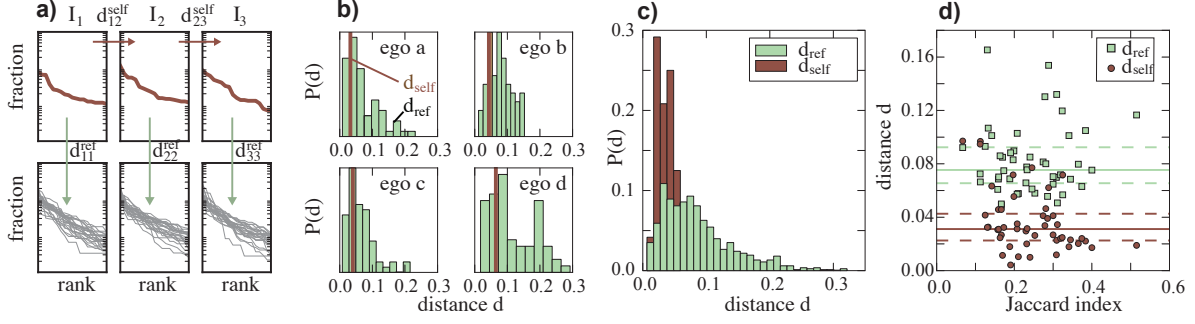 a)
I1 d12self I2 d23self I3
fraction
d11ref d22ref d33ref
fraction
rank rank rank
b)
ego a
P(d)
dself
dref
0.0 0.1 0.2 0.3
ego b
0.0 0.1 0.2 0.3
ego c
P(d)
0.0 0.1 0.2 0.3
ego d
0.0 0.1 0.2 0.3
distance d
c)
P(d)
0.3
0.2
0.1
0.0
dref
dself
0.0 0.1 0.2 0.3
distance d
d)
distance d
0.16
0.12
0.08
0.04
0.00
dref
dself
0.0 0.2 0.4 0.6
Jaccard index